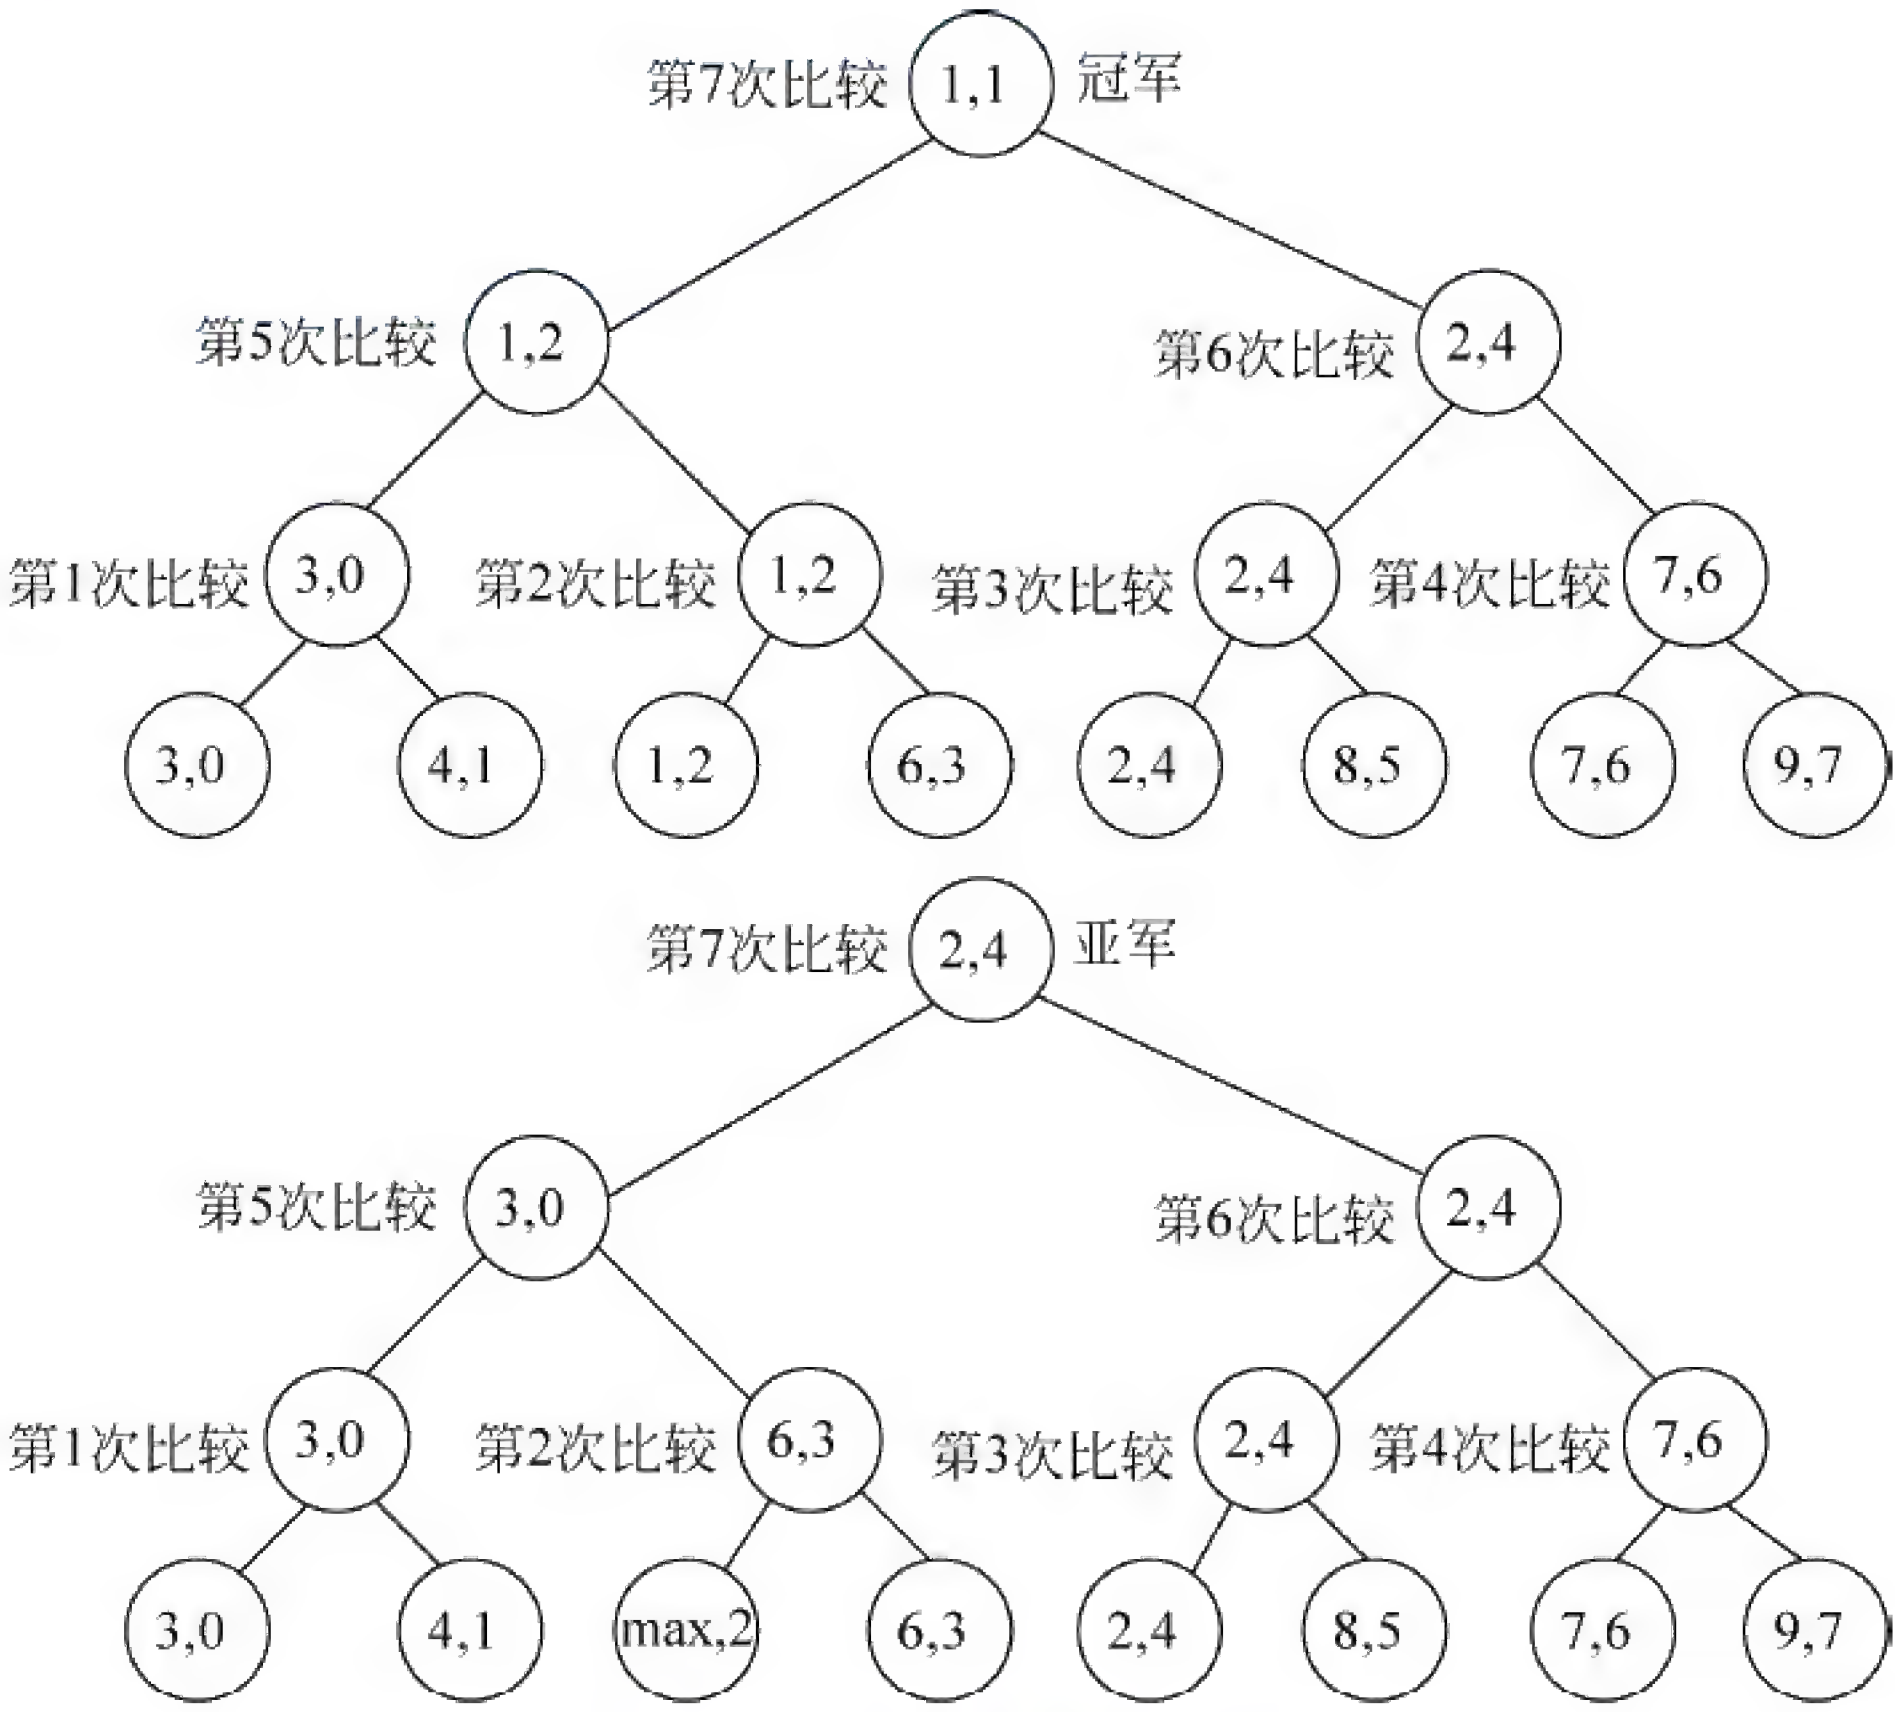 第7次比较 1,1 冠军
第5次比较 1,2 第6次比较 2,4
第1次比较 3,0 第2次比较 1,2 第3次比较 2,4 第4次比较 7,6
3,0 4,1 1,2 6,3 2,4 8,5 7,6 9,7
第7次比较 2,4 亚军
第5次比较 3,0 第6次比较 2,4
第1次比较 3,0 第2次比较 6,3 第3次比较 2,4 第4次比较 7,6
3,0 4,1 max,2 6,3 2,4 8,5 7,6 9,7